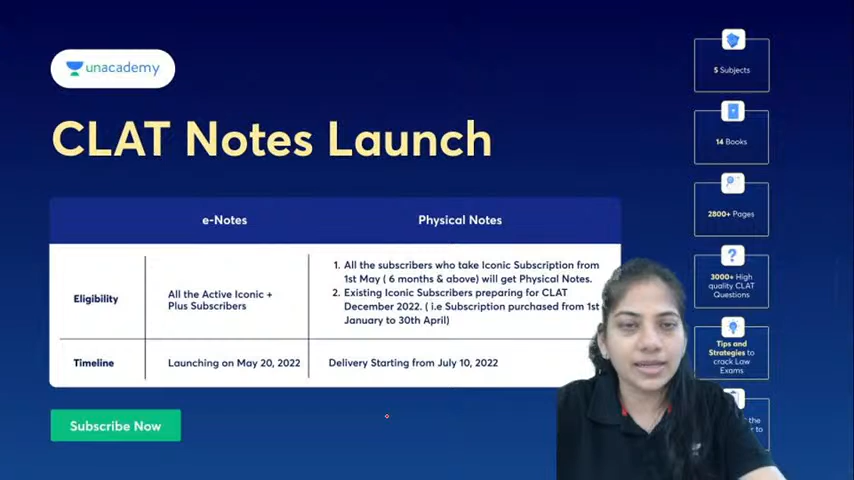 unacademy
CLAT Notes Launch
e-Notes
Physical Notes
Eligibility
All the Active Iconic +
Plus Subscribers
1. All the subscribers who take Iconic Subscription from
1st May ( 6 months & above) will get Physical Notes.
2. Existing Iconic Subscribers preparing for CLAT
December 2022. ( i.e Subscription purchased from 1st
January to 30th April)
Timeline
Launching on May 20, 2022
Delivery Starting from July 10, 2022
Subscribe Now
5 Subjects
14 Books
2800+ Pages
3000+ High
quality CLAT
Questions
Tips and
Strategies to
crack Law
Exams
the
to